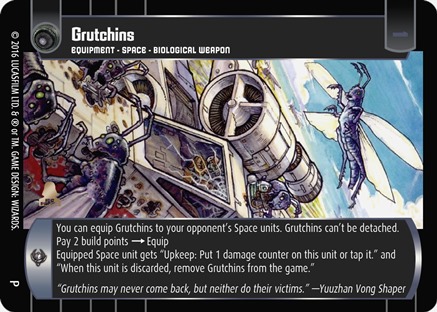 Grutchins
EQUIPMENT - SPACE - BIOLOGICAL WEAPON
© 2016 LUCASFILM LTD. & ® or TM. GAME DESIGN: WIZARDS.
P
You can equip Grutchins to your opponent's Space units. Grutchins can't be detached.
Pay 2 build points → Equip
Equipped Space unit gets "Upkeep: Put 1 damage counter on this unit or tap it." and
"When this unit is discarded, remove Grutchins from the game."
"Grutchins may never come back, but neither do their victims." —Yuuzhan Vong Shaper